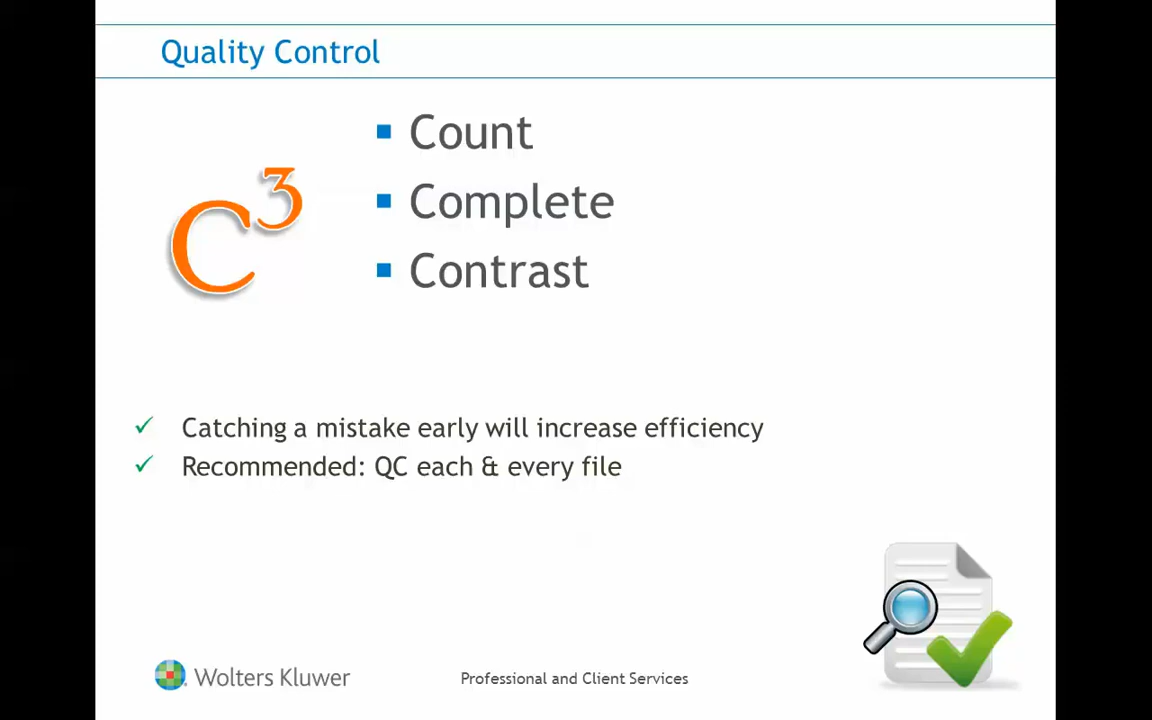 Quality Control
C³
Count
Complete
Contrast
Catching a mistake early will increase efficiency
Recommended: QC each & every file
Wolters Kluwer
Professional and Client Services